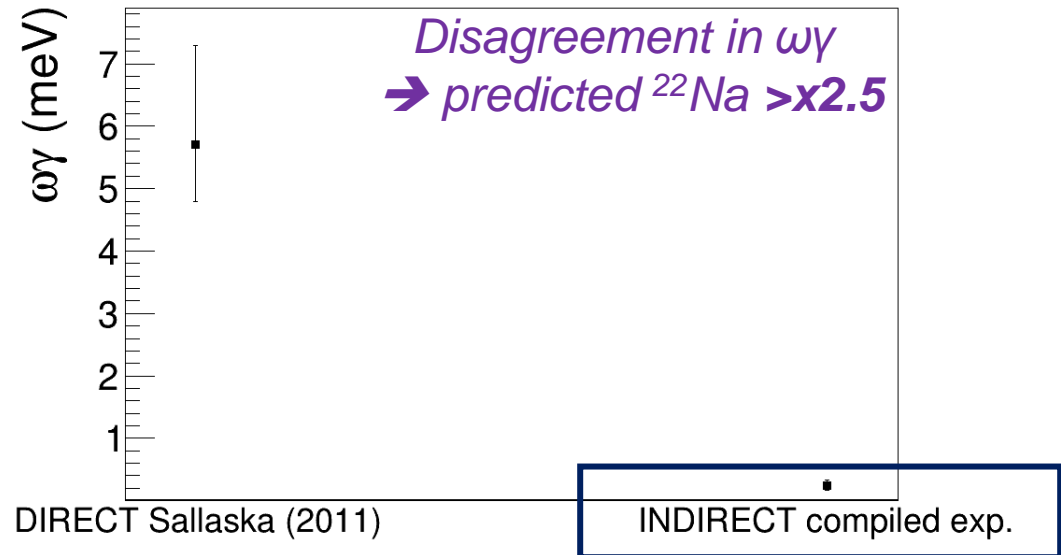 Disagreement in ωγ
➔ predicted ²²Na >x2.5
ωγ (meV)
7
6
5
4
3
2
1
DIRECT Sallaska (2011)
INDIRECT compiled exp.